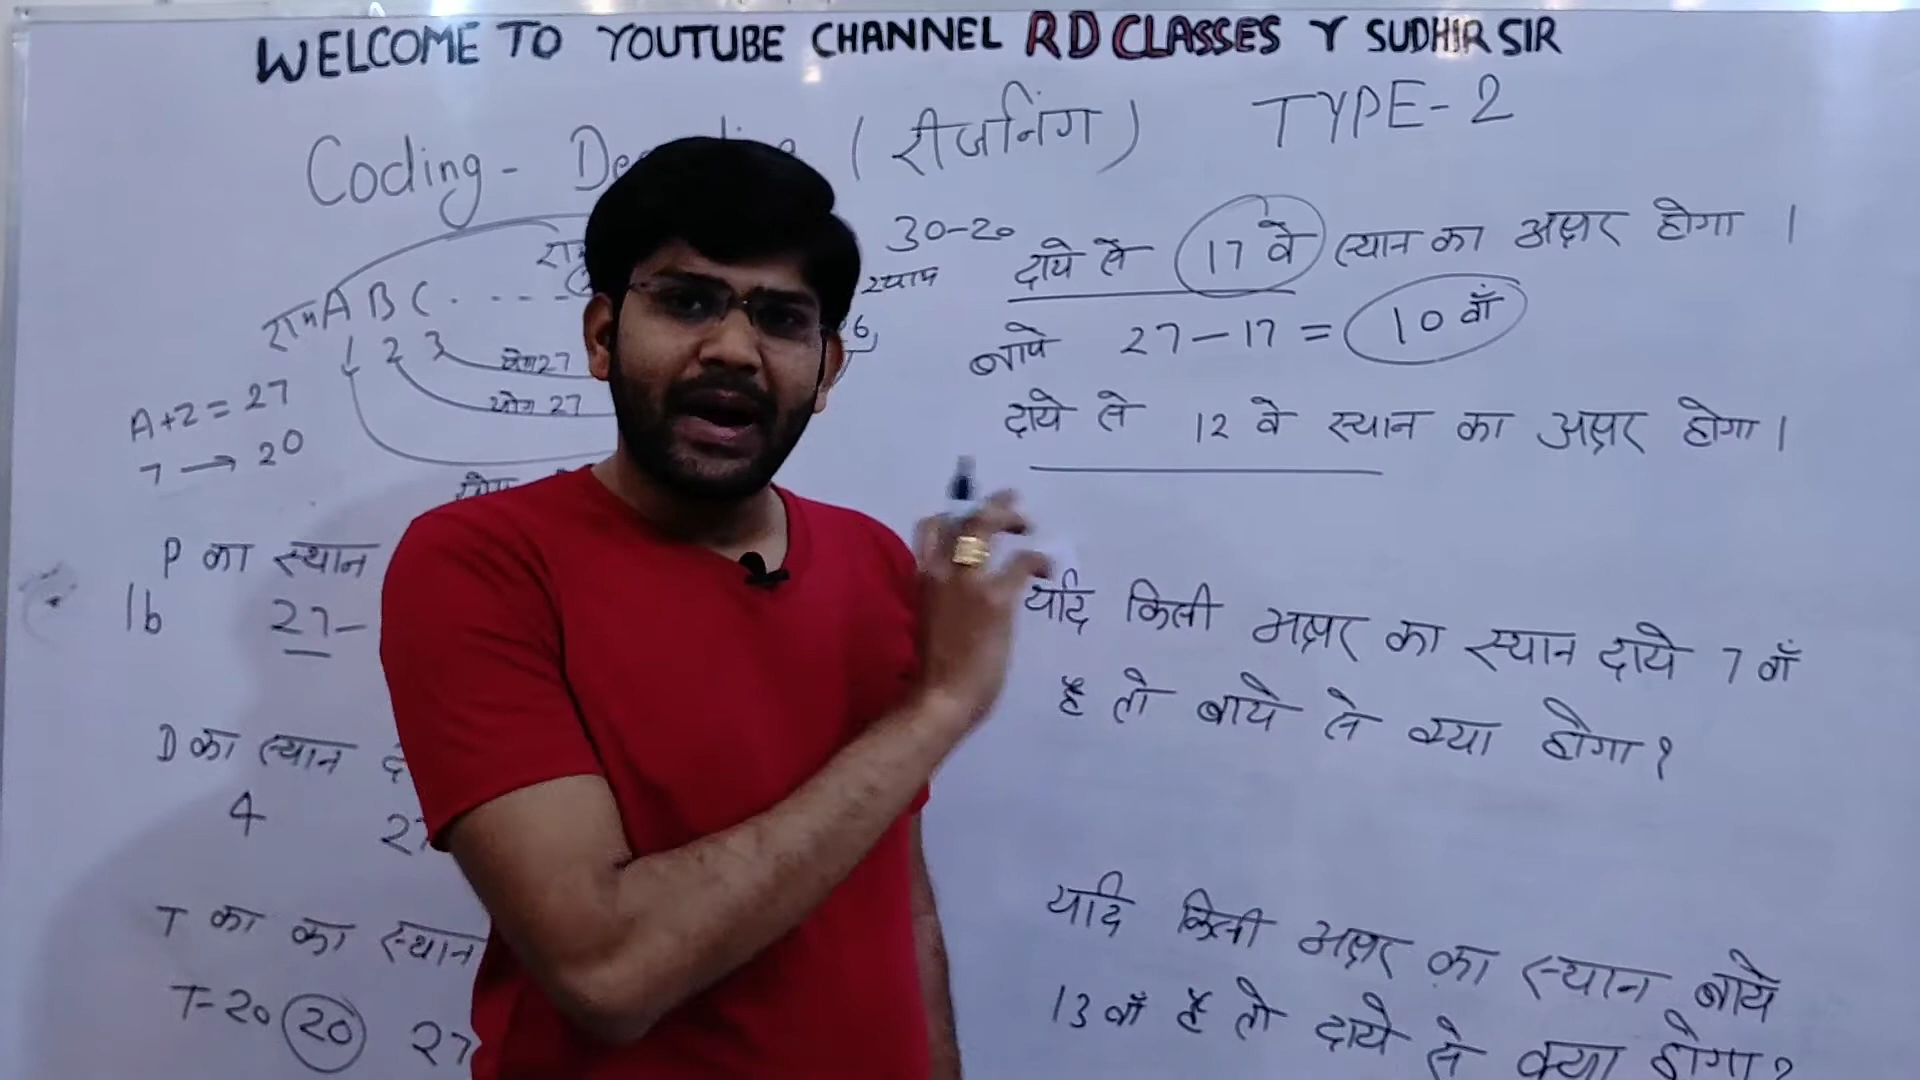 WELCOME TO YOUTUBE CHANNEL RD CLASSES Y SUDHIR SIR
Coding - (रीजनिंग) TYPE-2
30-20
दाये से 17 वे स्थान का अक्षर होगा ।
राम A B C . - - -
1 2 3
योग 27
बाये 27-17 = 10 वाँ
A+Z = 27
योग 27
7 → 20
दाये से 12 वे स्थान का अक्षर होगा ।
P का स्थान
16 27-
यदि किसी अक्षर का स्थान दाये 7 वाँ
है तो बाये से क्या होगा ?
D का स्थान
4 27
यदि किसी अक्षर का स्थान बाये
13 वाँ है तो दाये से क्या होगा ?
T का का स्थान
T-20 20 27